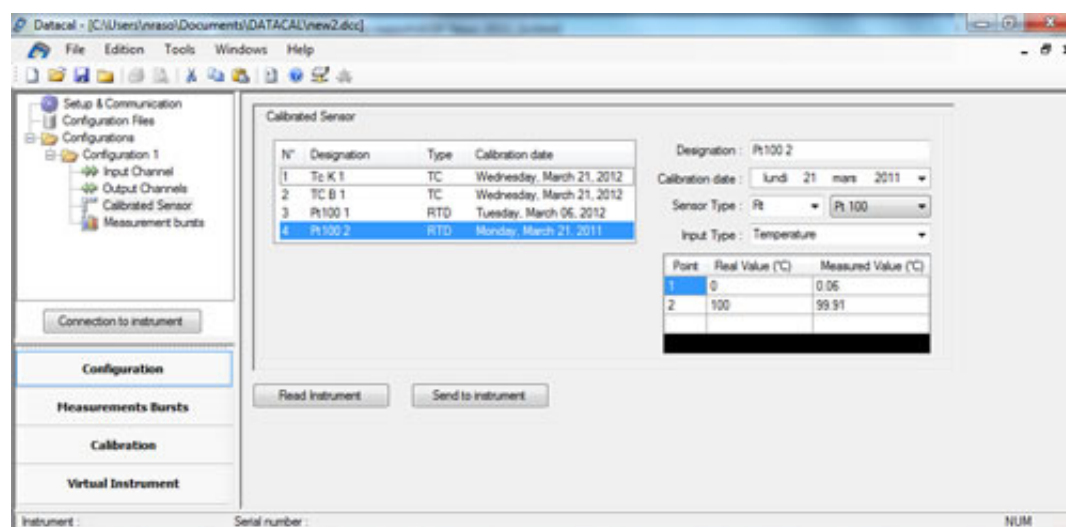 Datacal - [C:\Users\nraso\Documents\DATACAL\new2.dcc]
File Edition Tools Windows Help
Setup & Communication
Configuration Files
Configurations
Configuration 1
Input Channel
Output Channels
Calibrated Sensor
Measurement bursts
Connection to instrument
Configuration
Measurements Bursts
Calibration
Virtual Instrument
Calibrated Sensor
N° Designation Type Calibration date
1 Tc K 1 TC Wednesday, March 21, 2012
2 TC B 1 TC Wednesday, March 21, 2012
3 Pt100 1 RTD Tuesday, March 06, 2012
4 Pt100 2 RTD Monday, March 21, 2011
Designation : Pt100 2
Calibration date : lundi 21 mars 2011
Sensor Type : Pt Pt 100
Input Type : Temperature
Point Real Value (°C) Measured Value (°C)
1 0 0.06
2 100 99.91
Read Instrument Send to instrument
Instrument : Serial number : NUM